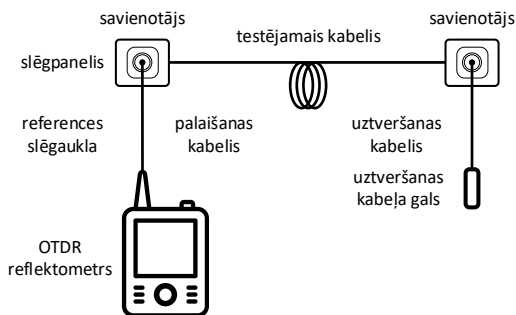 savienotājs
savienotājs
testējamais kabelis
slēgpanelis
references
slēgaukla
palaišanas
kabelis
uztveršanas
kabelis
uztveršanas
kabeļa gals
OTDR
reflektometrs